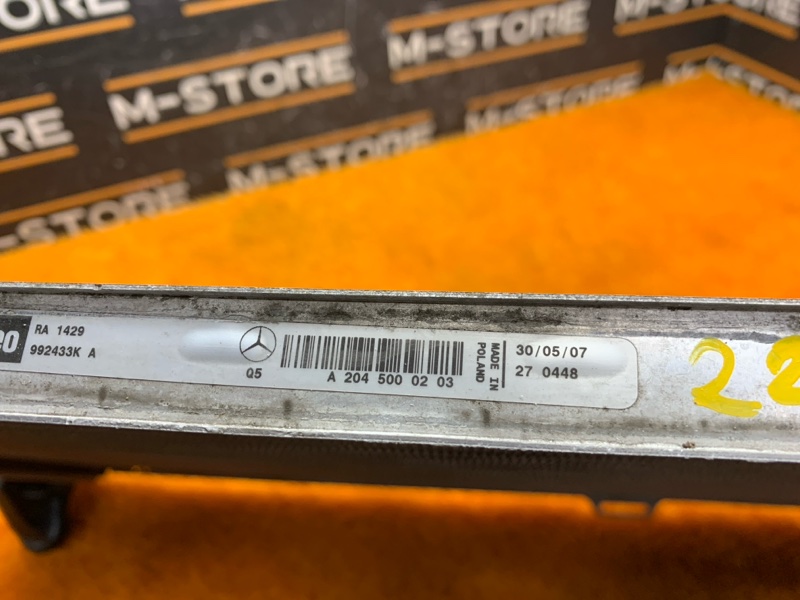 M-STORE
M-STORE
M-STORE
M-STORE
RA 1429
992433K A
Q5
A 204 500 02 03
MADE IN
POLAND
30/05/07
27 0448